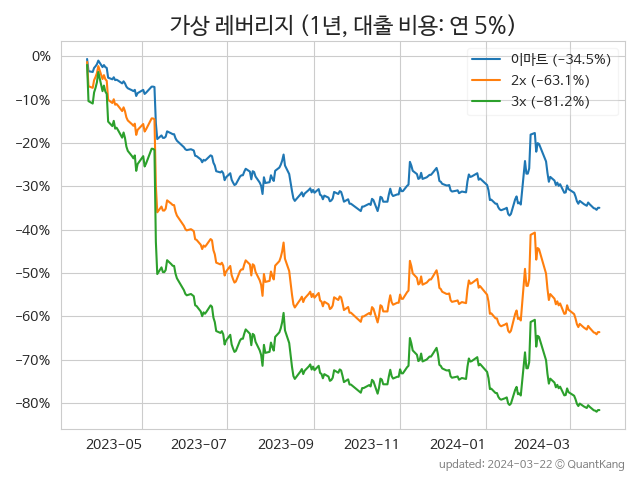 가상 레버리지 (1년, 대출 비용: 연 5%)
이마트 (−34.5%)
2x (−63.1%)
3x (−81.2%)
0%
−10%
−20%
−30%
−40%
−50%
−60%
−70%
−80%
2023-05 2023-07 2023-09 2023-11 2024-01 2024-03
updated: 2024-03-22 © QuantKang